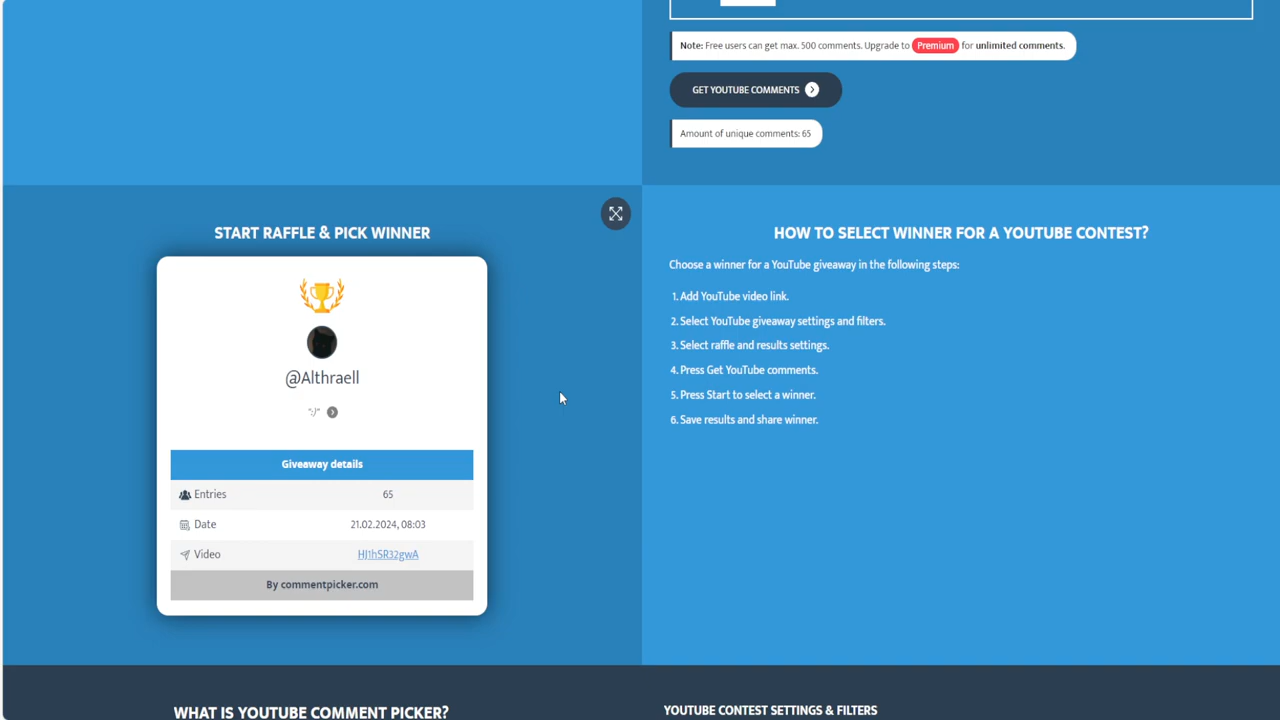 Note: Free users can get max. 500 comments. Upgrade to Premium for unlimited comments.
GET YOUTUBE COMMENTS
Amount of unique comments: 65
START RAFFLE & PICK WINNER
@Althraell
":/"
Giveaway details
Entries 65
Date 21.02.2024, 08:03
Video HJ1hSR32gwA
By commentpicker.com
HOW TO SELECT WINNER FOR A YOUTUBE CONTEST?
Choose a winner for a YouTube giveaway in the following steps:
1. Add YouTube video link.
2. Select YouTube giveaway settings and filters.
3. Select raffle and results settings.
4. Press Get YouTube comments.
5. Press Start to select a winner.
6. Save results and share winner.
WHAT IS YOUTUBE COMMENT PICKER?
YOUTUBE CONTEST SETTINGS & FILTERS